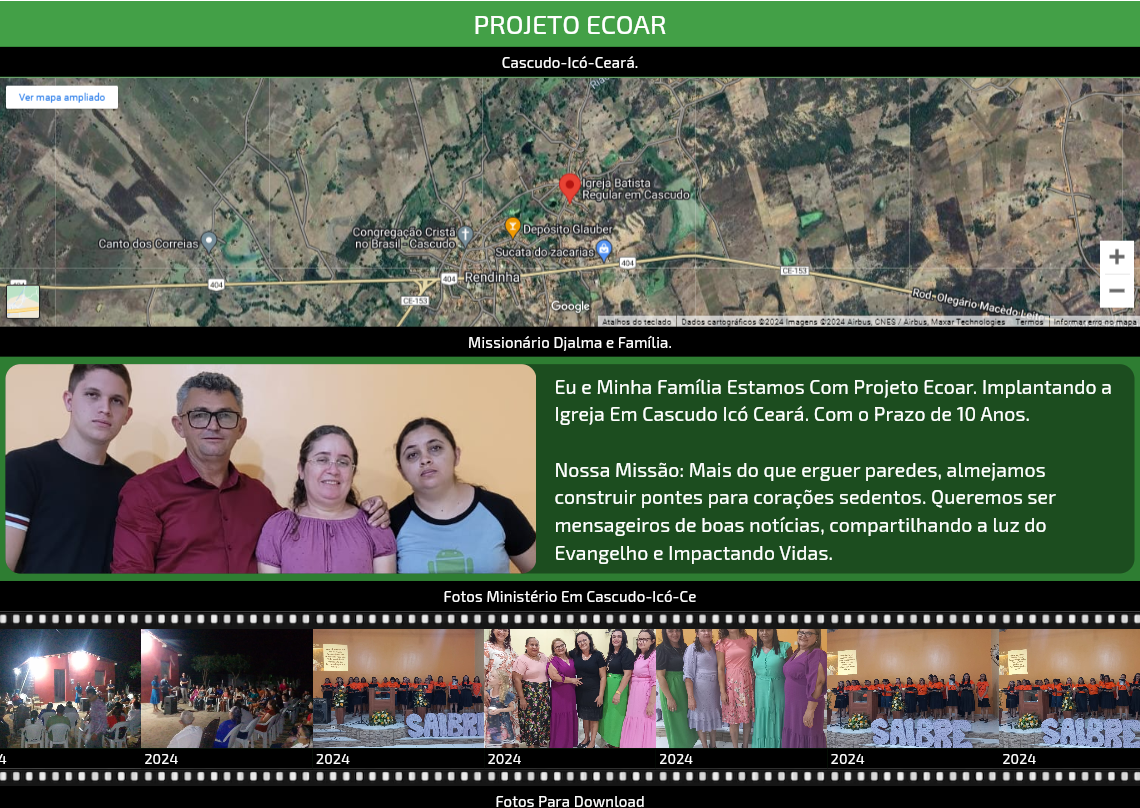 PROJETO ECOAR
Cascudo-Icó-Ceará.
Ver mapa ampliado
Igreja Batista
Regular em Cascudo
Congregação Cristã
no Brasil - Cascudo
Depósito Glauber
Canto dos Correias
Sucata do zacarias
404
404
404
404
Rendinha
CE-153
CE-153
Google
Rod. Olegário Macêdo Leite
Atalhos do teclado
Dados cartográficos ©2024 Imagens ©2024 Airbus, CNES / Airbus, Maxar Technologies
Termos
Informar erro no mapa
Missionário Djalma e Família.
Eu e Minha Família Estamos Com Projeto Ecoar. Implantando a
Igreja Em Cascudo Icó Ceará. Com o Prazo de 10 Anos.
Nossa Missão: Mais do que erguer paredes, almejamos
construir pontes para corações sedentos. Queremos ser
mensageiros de boas notícias, compartilhando a luz do
Evangelho e Impactando Vidas.
Fotos Ministério Em Cascudo-Icó-Ce
SAIBRE
SAIBRE
SAIBRE
4
2024
2024
2024
2024
2024
2024
Fotos Para Download